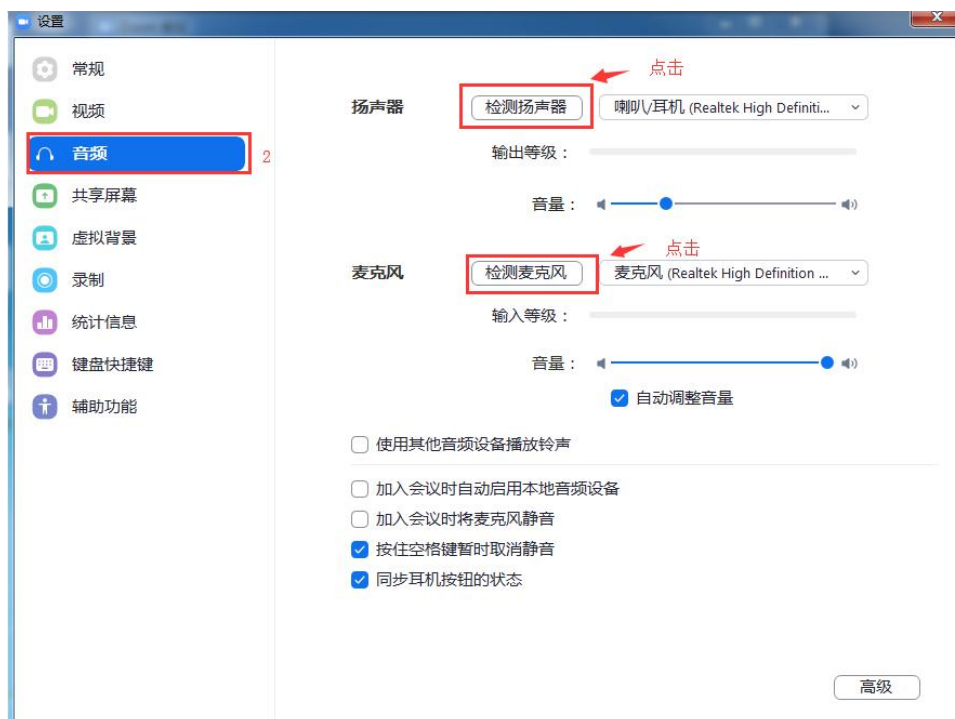 设置
常规
视频
音频
2
共享屏幕
虚拟背景
录制
统计信息
键盘快捷键
辅助功能
点击
扬声器 检测扬声器 喇叭/耳机 (Realtek High Definiti...
输出等级：
音量：
点击
麦克风 检测麦克风 麦克风 (Realtek High Definition ...
输入等级：
音量：
自动调整音量
使用其他音频设备播放铃声
加入会议时自动启用本地音频设备
加入会议时将麦克风静音
按住空格键暂时取消静音
同步耳机按钮的状态
高级